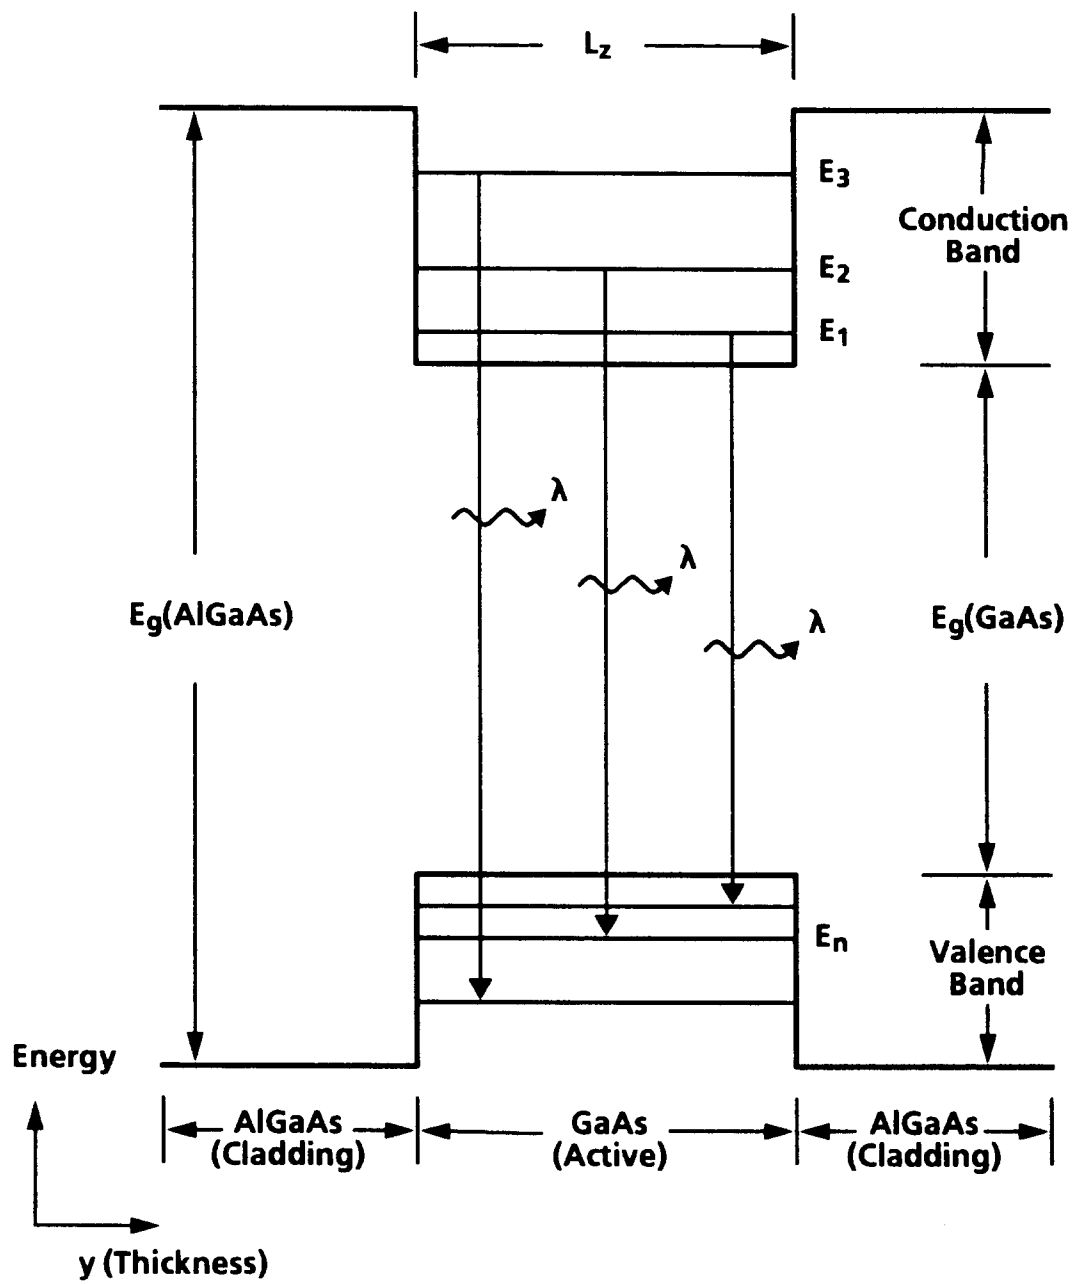 Lz
E3
Conduction
Band
E2
E1
λ
λ
λ
Eg(AlGaAs)
Eg(GaAs)
En
Valence
Band
Energy
AlGaAs
(Cladding)
GaAs
(Active)
AlGaAs
(Cladding)
y (Thickness)